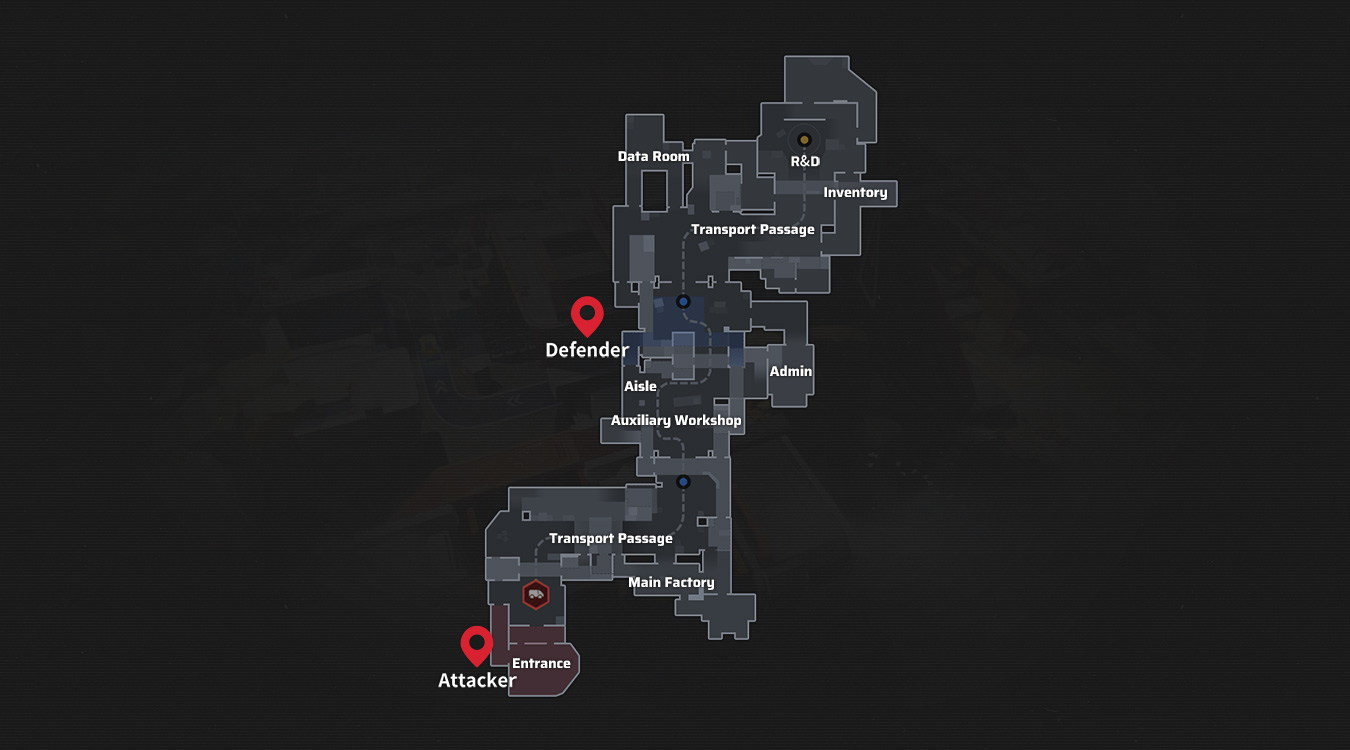 Data Room
R&D
Inventory
Transport Passage
Defender
Admin
Aisle
Auxiliary Workshop
Transport Passage
Main Factory
Entrance
Attacker